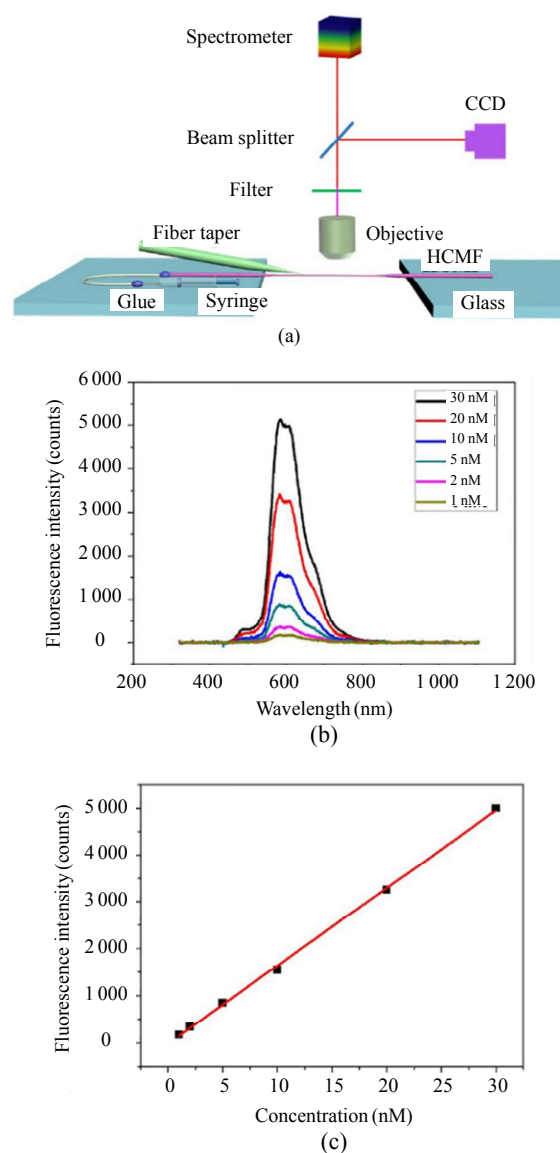 Spectrometer
CCD
Beam splitter
Filter
Fiber taper
Objective
HCMF
Glue
Syringe
Glass
(a)
6 000
5 000
4 000
3 000
2 000
1 000
0
Fluorescence intensity (counts)
30 nM
20 nM
10 nM
5 nM
2 nM
1 nM
200 400 600 800 1 000 1 200
Wavelength (nm)
(b)
5 000
4 000
3 000
2 000
1 000
0
Fluorescence intensity (counts)
0 5 10 15 20 25 30
Concentration (nM)
(c)